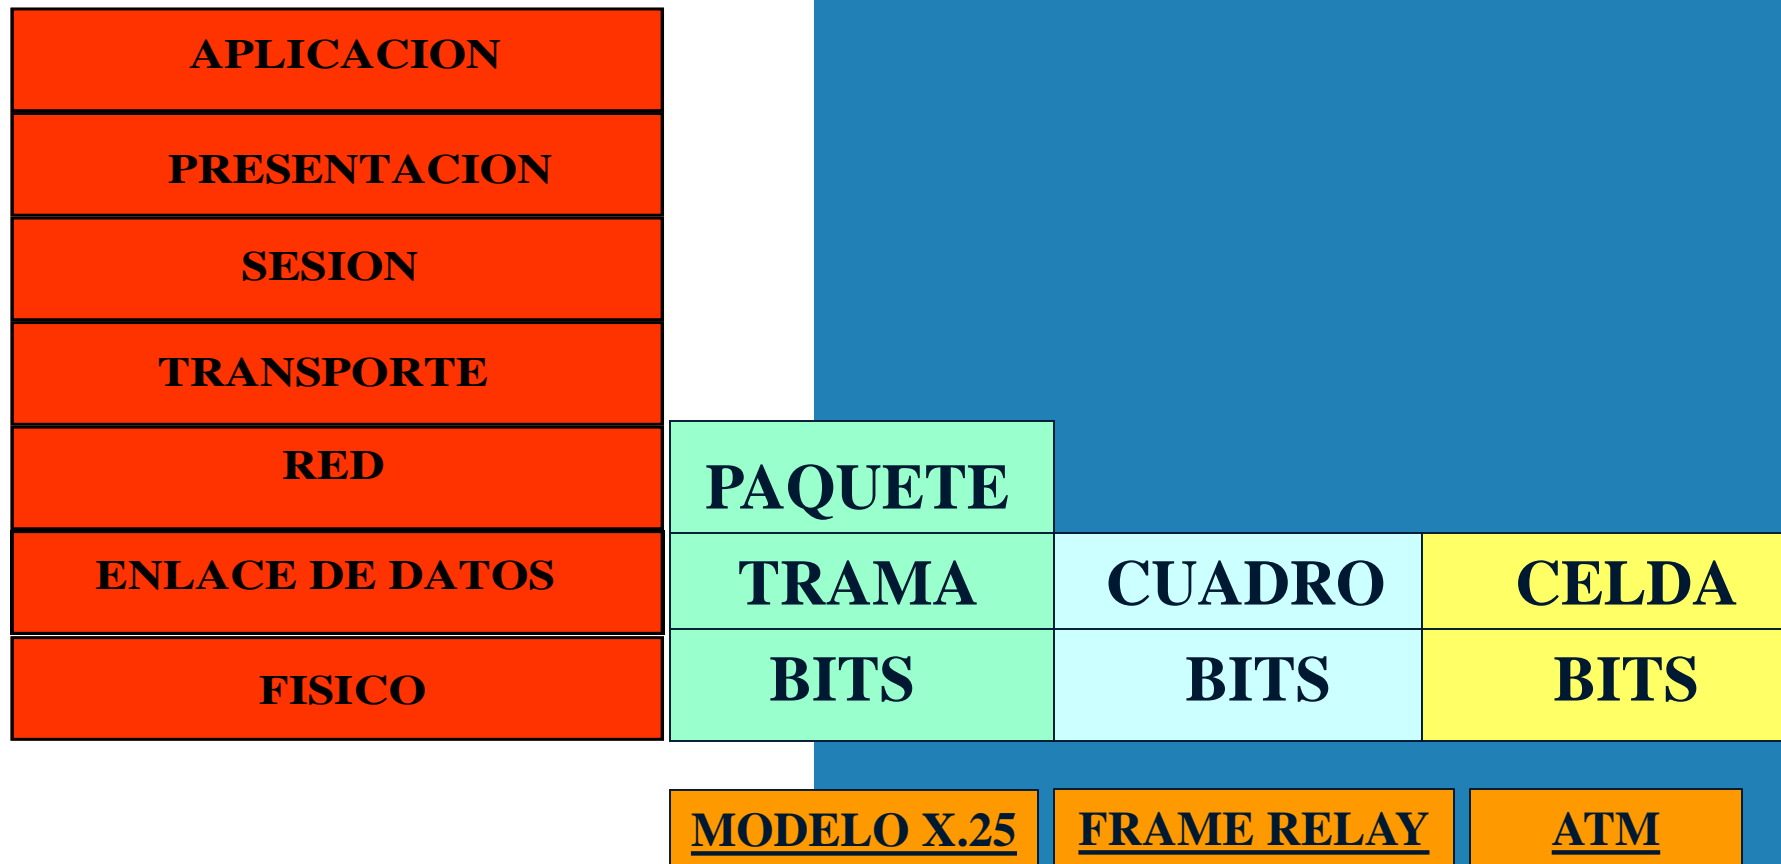 APLICACION
PRESENTACION
SESION
TRANSPORTE
RED
PAQUETE
ENLACE DE DATOS
TRAMA
CUADRO
CELDA
FISICO
BITS
BITS
BITS
MODELO X.25
FRAME RELAY
ATM